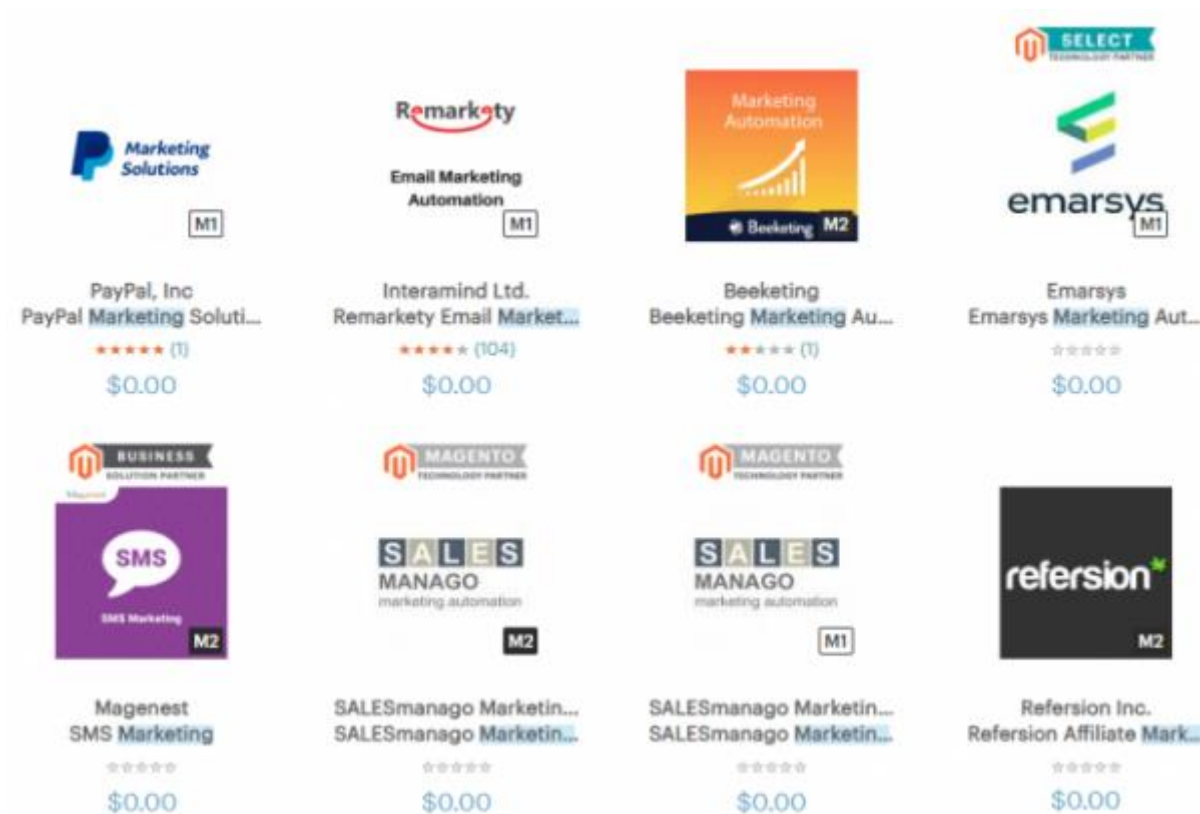 SELECT
TECHNOLOGY PARTNER
Marketing
Solutions
M1
Remarkety
Email Marketing
Automation
M1
Marketing
Automation
Beeketing
M2
emarsys
M1
PayPal, Inc
PayPal Marketing Soluti...
(1)
$0.00
Interamind Ltd.
Remarkety Email Market...
(104)
$0.00
Beeketing
Beeketing Marketing Au...
(1)
$0.00
Emarsys
Emarsys Marketing Aut...
$0.00
BUSINESS
SOLUTION PARTNER
Magenest
SMS
SMS Marketing
M2
MAGENTO
TECHNOLOGY PARTNER
SALES
MANAGO
marketing automation
M2
MAGENTO
TECHNOLOGY PARTNER
SALES
MANAGO
marketing automation
M1
refersion
M2
Magenest
SMS Marketing
$0.00
SALESmanago Marketin...
SALESmanago Marketin...
$0.00
SALESmanago Marketin...
SALESmanago Marketin...
$0.00
Refersion Inc.
Refersion Affiliate Mark...
$0.00